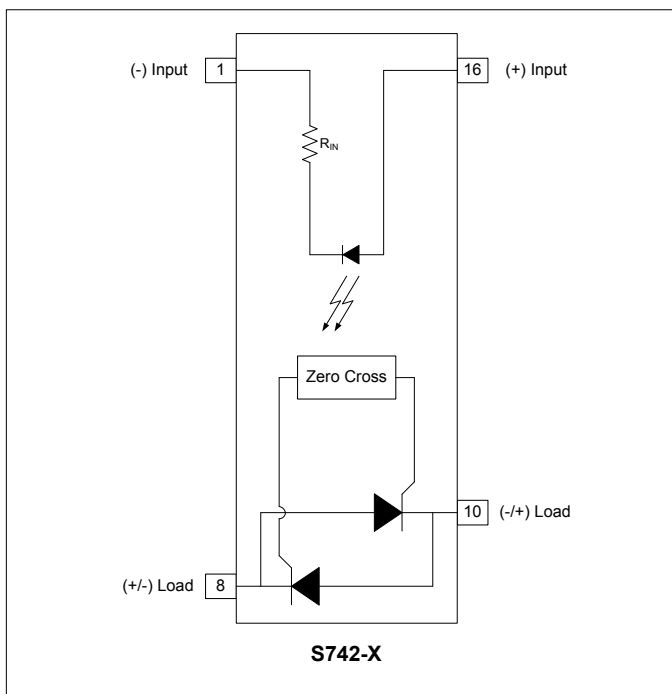 (-) Input 1
16 (+) Input
R_IN
Zero Cross
10 (-/+) Load
(+/-) Load 8
S742-X